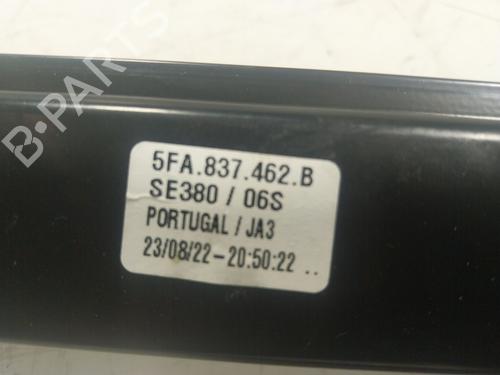 B-PARTS
5FA.837.462.B
SE380 / 06S
PORTUGAL / JA3
23/08/22-20:50:22 ..